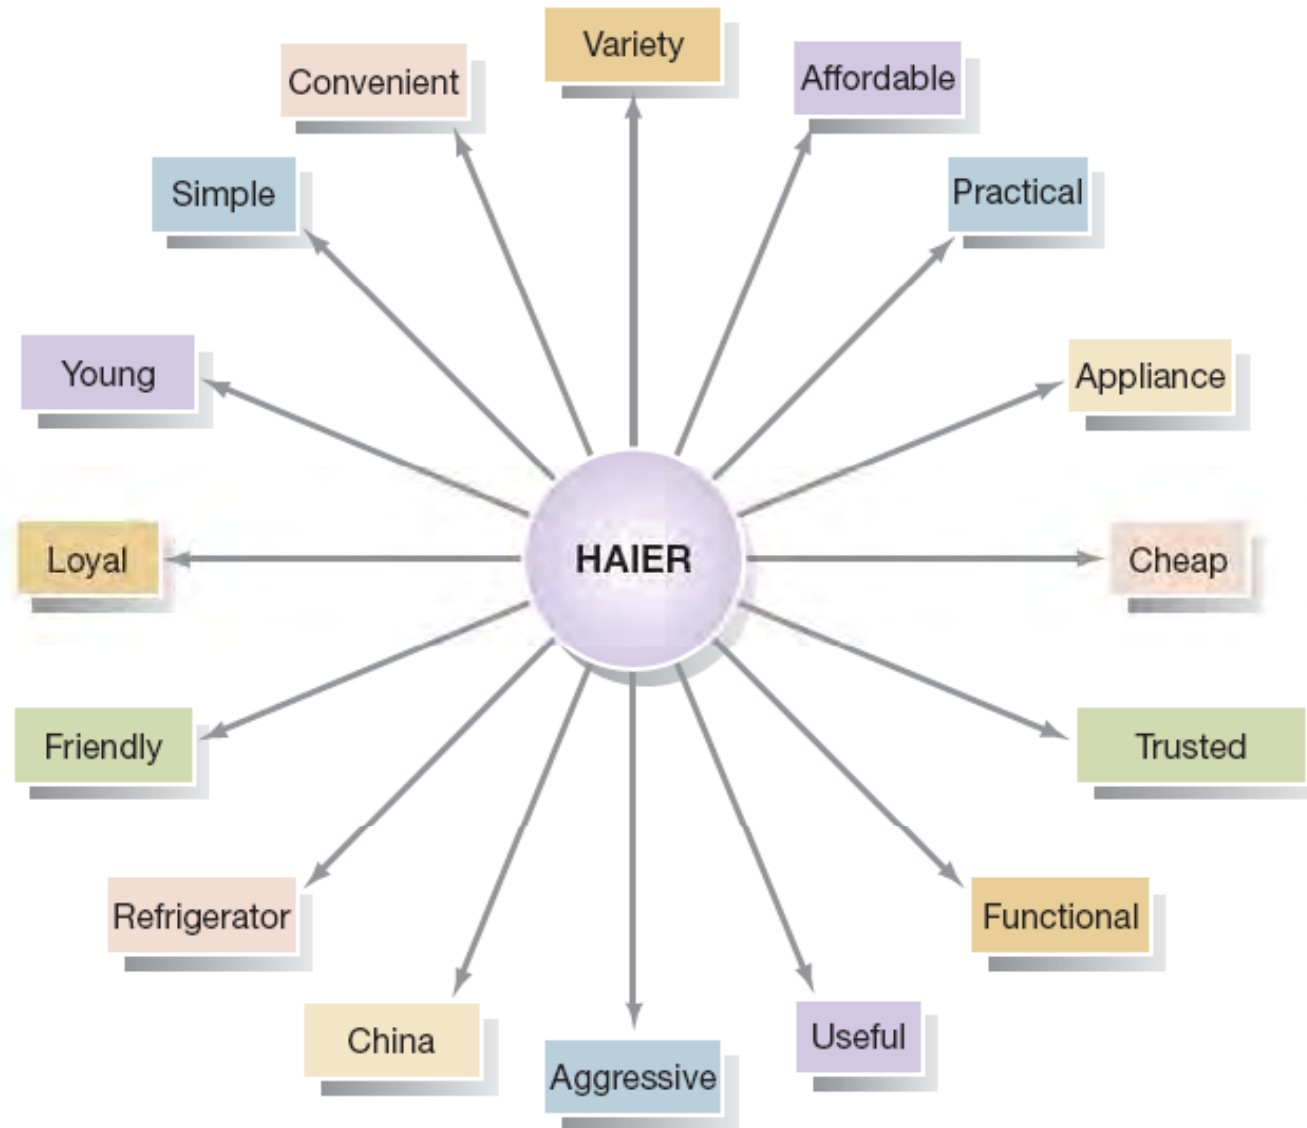 Variety
Affordable
Convenient
Practical
Simple
Young
Appliance
Loyal
HAIER
Cheap
Friendly
Trusted
Refrigerator
Functional
China
Useful
Aggressive